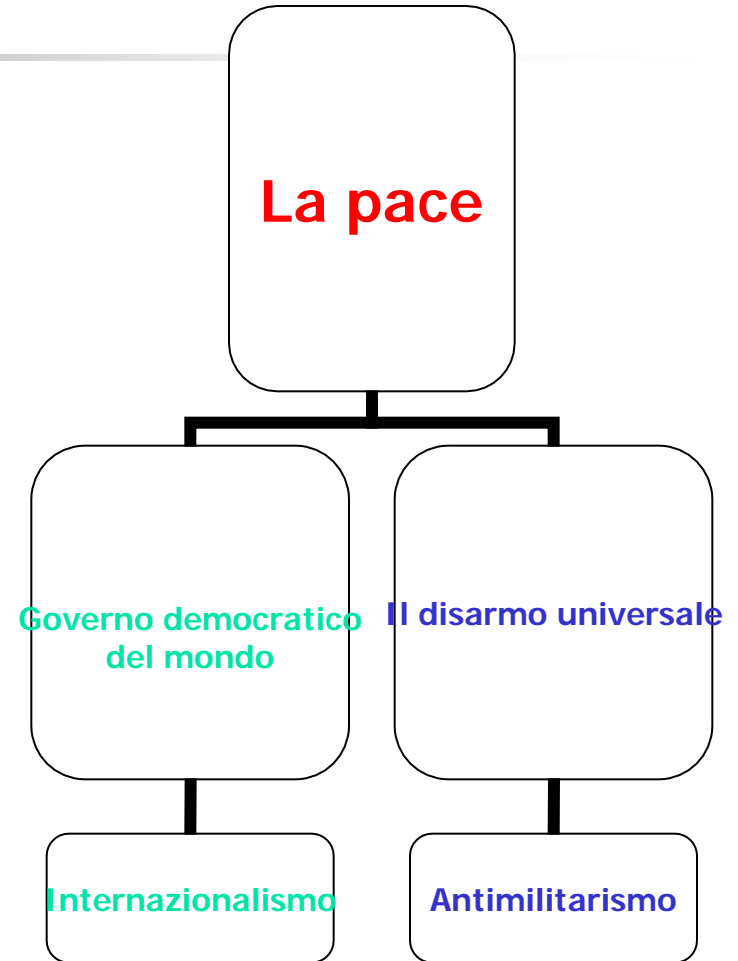 La pace
Governo democratico
del mondo
Il disarmo universale
Internazionalismo
Antimilitarismo